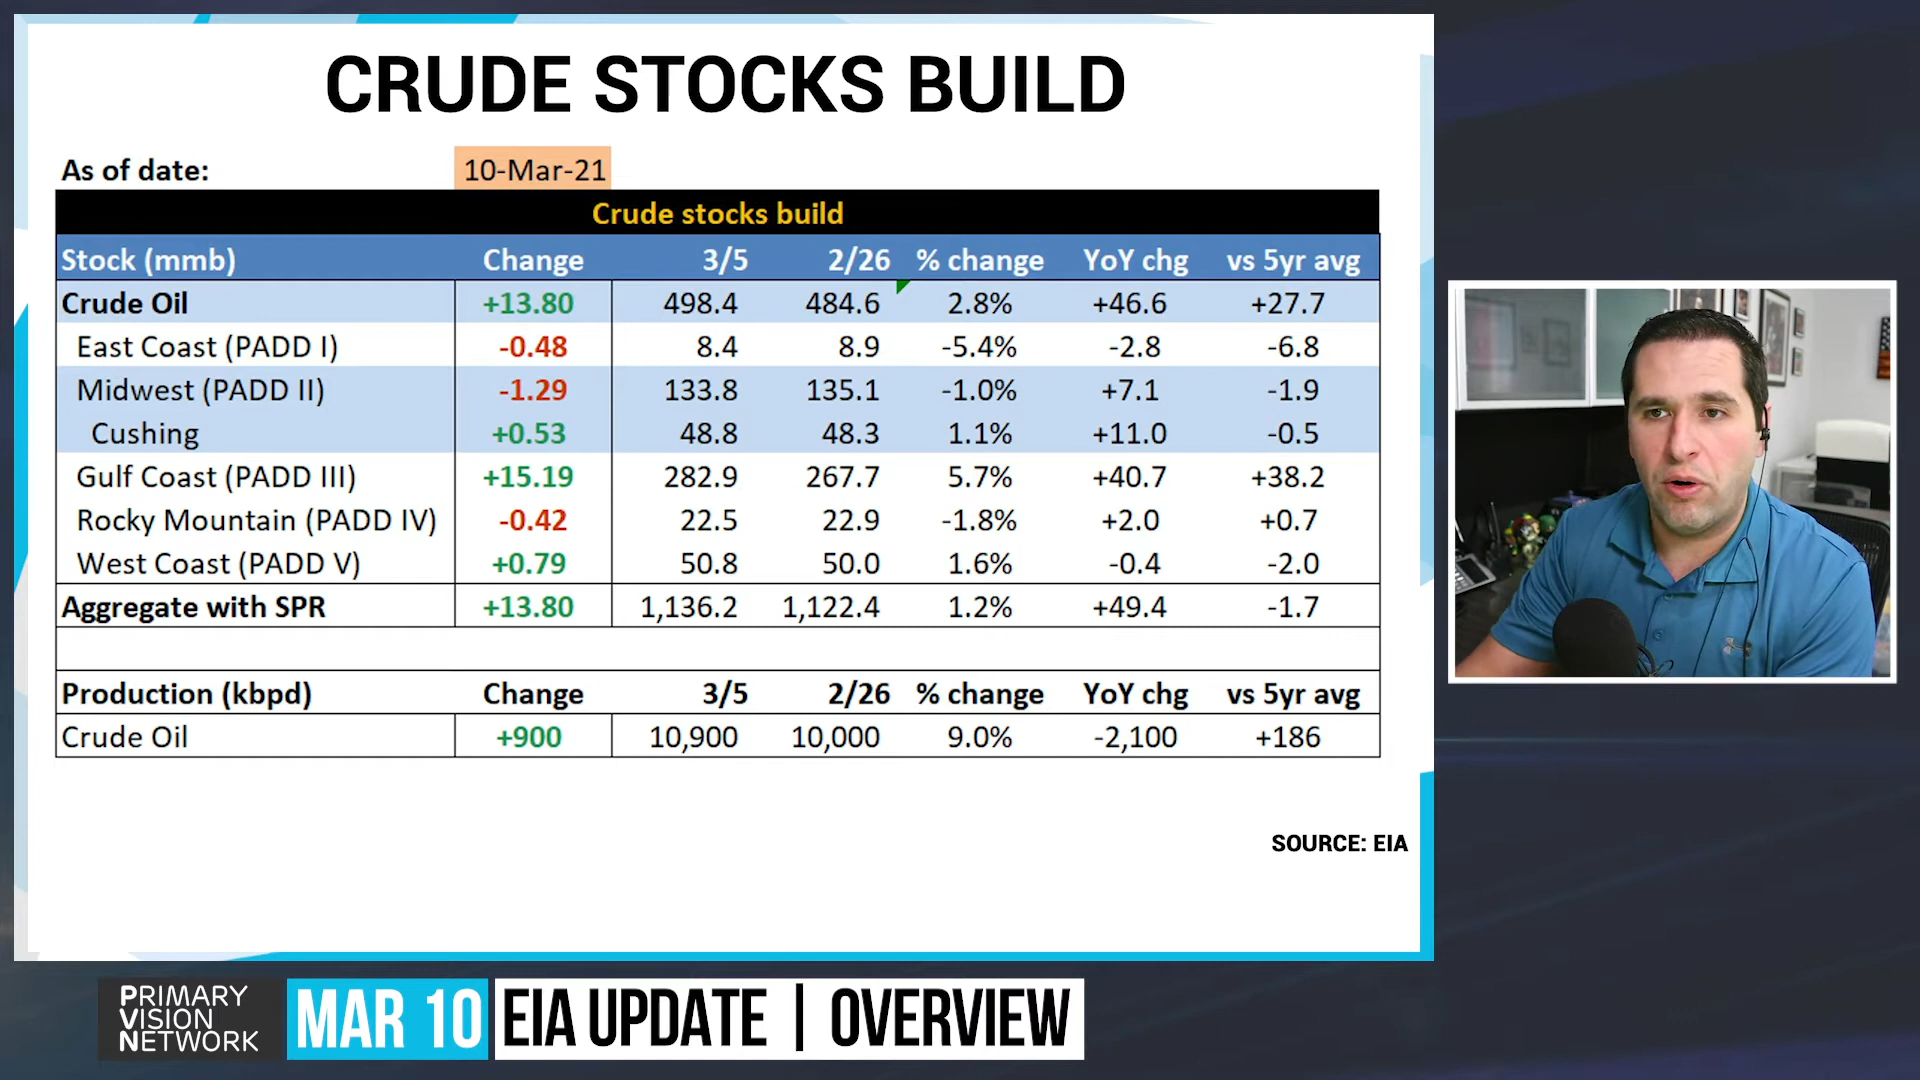 CRUDE STOCKS BUILD
As of date: 10-Mar-21
Crude stocks build
Stock (mmb) Change 3/5 2/26 % change YoY chg vs 5yr avg
Crude Oil +13.80 498.4 484.6 2.8% +46.6 +27.7
East Coast (PADD I) -0.48 8.4 8.9 -5.4% -2.8 -6.8
Midwest (PADD II) -1.29 133.8 135.1 -1.0% +7.1 -1.9
Cushing +0.53 48.8 48.3 1.1% +11.0 -0.5
Gulf Coast (PADD III) +15.19 282.9 267.7 5.7% +40.7 +38.2
Rocky Mountain (PADD IV) -0.42 22.5 22.9 -1.8% +2.0 +0.7
West Coast (PADD V) +0.79 50.8 50.0 1.6% -0.4 -2.0
Aggregate with SPR +13.80 1,136.2 1,122.4 1.2% +49.4 -1.7
Production (kbpd) Change 3/5 2/26 % change YoY chg vs 5yr avg
Crude Oil +900 10,900 10,000 9.0% -2,100 +186
SOURCE: EIA
PRIMARY
VISION
NETWORK
MAR 10 EIA UPDATE | OVERVIEW